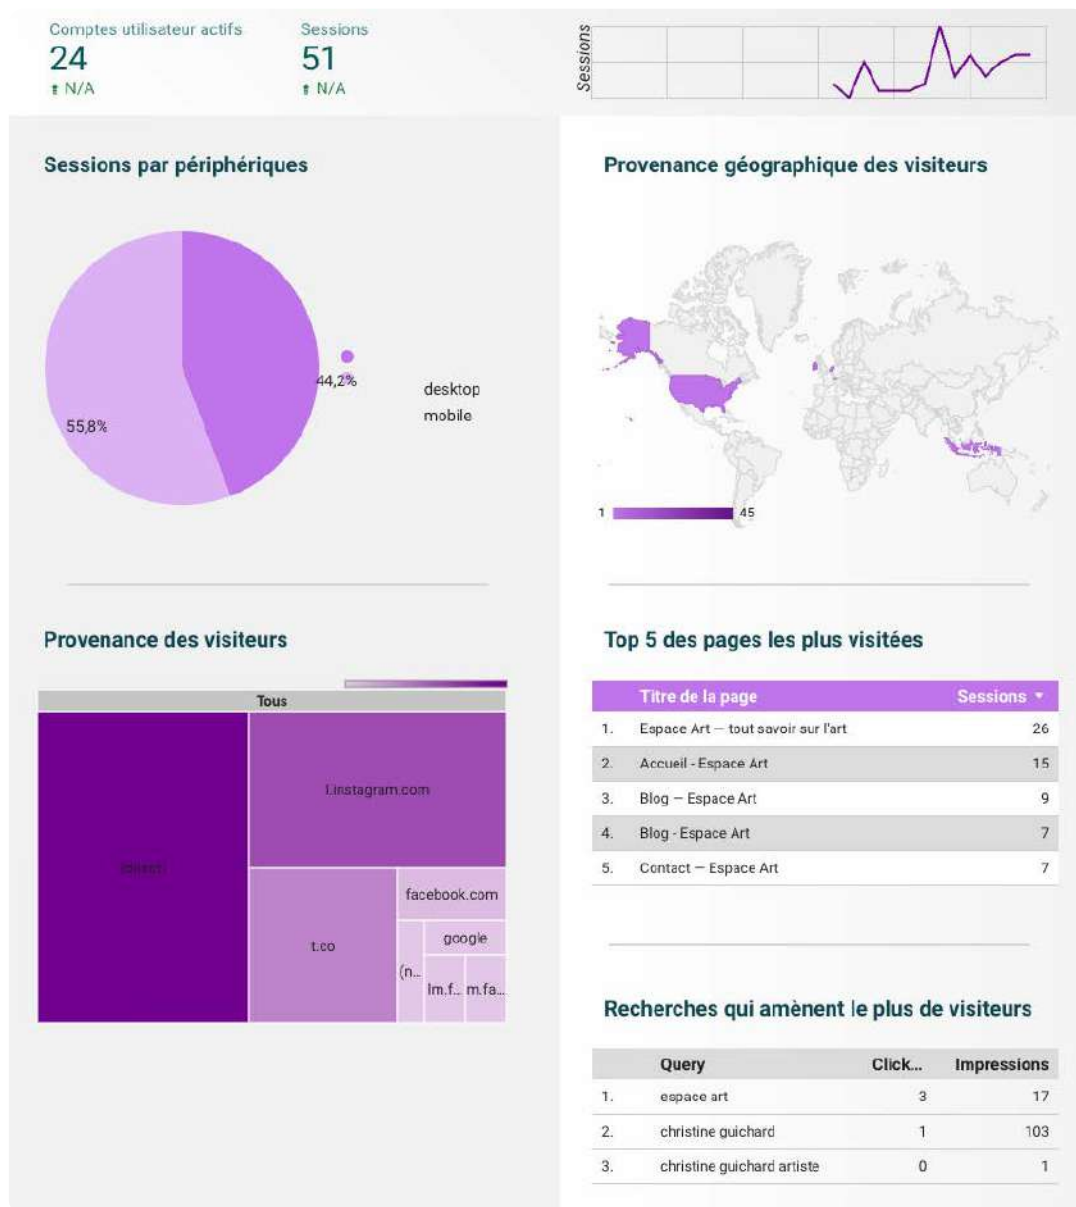 Comptes utilisateur actifs
24
N/A
Sessions
51
N/A
Sessions
Sessions par périphériques
44,2%
55,8%
desktop
mobile
Provenance géographique des visiteurs
1 45
Provenance des visiteurs
Tous
l.instagram.com
t.co
facebook.com
google
(n...
lm.f... m.fa...
Top 5 des pages les plus visitées
Titre de la page Sessions
1. Espace Art — tout savoir sur l'art 26
2. Accueil - Espace Art 15
3. Blog — Espace Art 9
4. Blog - Espace Art 7
5. Contact — Espace Art 7
Recherches qui amènent le plus de visiteurs
Query Click... Impressions
1. espace art 3 17
2. christine guichard 1 103
3. christine guichard artiste 0 1